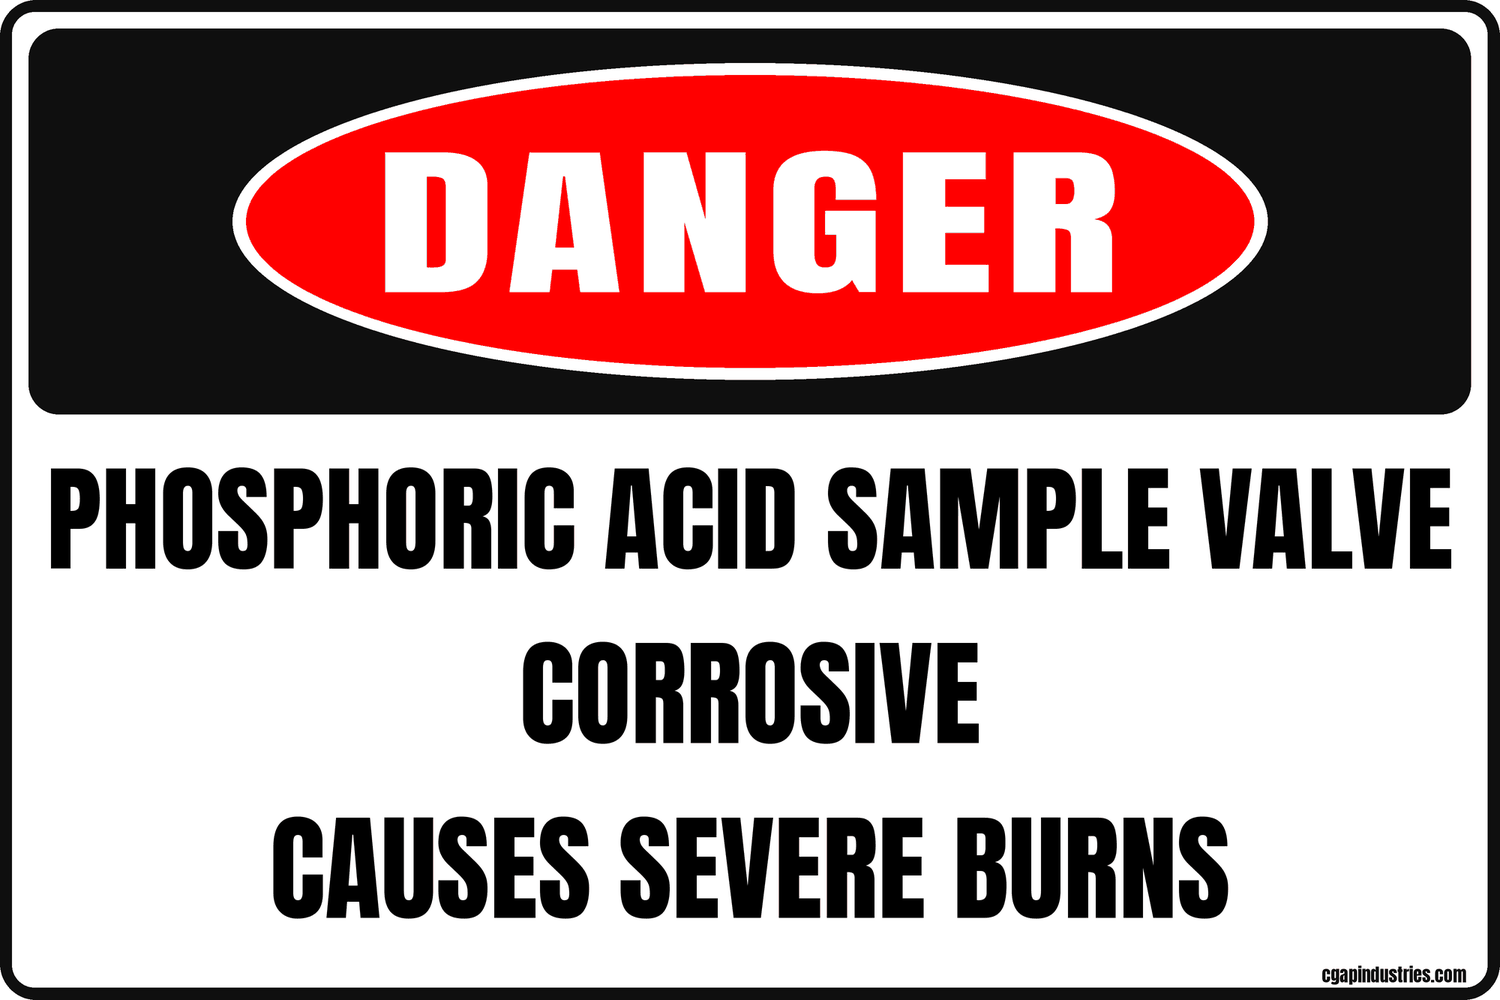 DANGER
PHOSPHORIC ACID SAMPLE VALVE
CORROSIVE
CAUSES SEVERE BURNS
cgapindustries.com